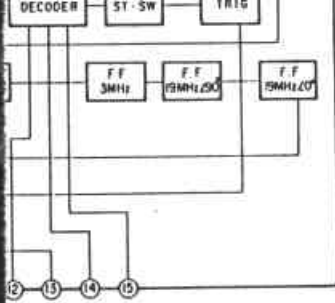 DECODER
ST-SW
TRIG
F F
3MHz
F.F
19MHz∠90°
F.F
19MHz∠0°
12
13
14
15